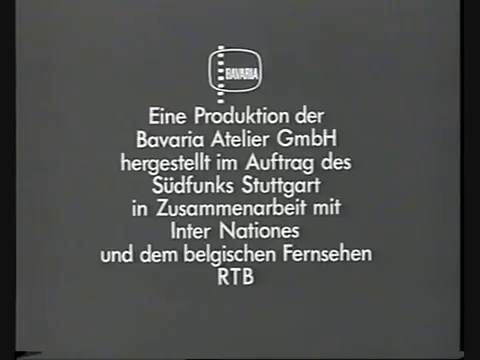 BAVARIA
Eine Produktion der
Bavaria Atelier GmbH
hergestellt im Auftrag des
Südfunks Stuttgart
in Zusammenarbeit mit
Inter Nationes
und dem belgischen Fernsehen
RTB